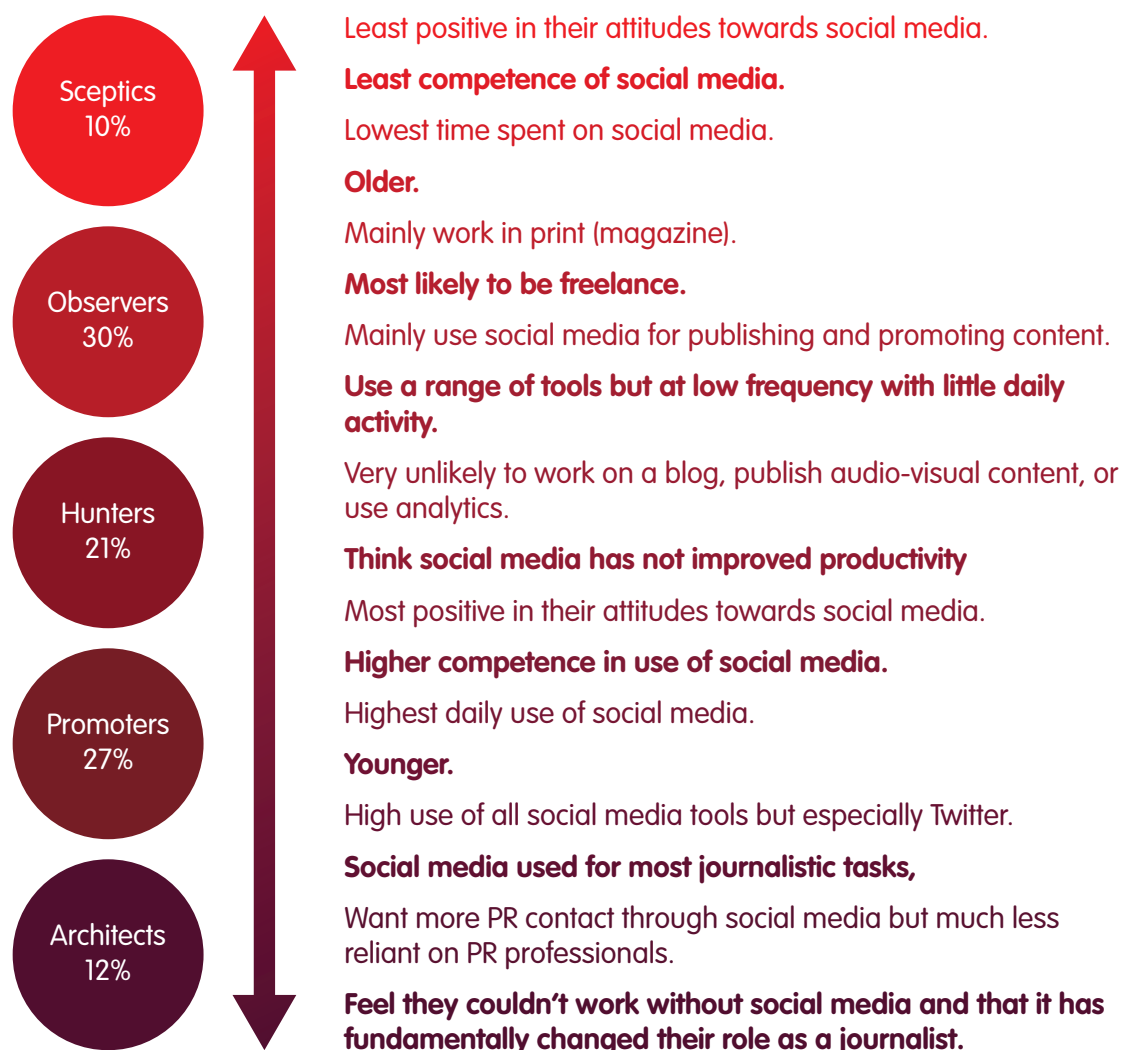 Sceptics
10%
Observers
30%
Hunters
21%
Promoters
27%
Architects
12%
Least positive in their attitudes towards social media.
Least competence of social media.
Lowest time spent on social media.
Older.
Mainly work in print (magazine).
Most likely to be freelance.
Mainly use social media for publishing and promoting content.
Use a range of tools but at low frequency with little daily
activity.
Very unlikely to work on a blog, publish audio-visual content, or
use analytics.
Think social media has not improved productivity
Most positive in their attitudes towards social media.
Higher competence in use of social media.
Highest daily use of social media.
Younger.
High use of all social media tools but especially Twitter.
Social media used for most journalistic tasks,
Want more PR contact through social media but much less
reliant on PR professionals.
Feel they couldn’t work without social media and that it has
fundamentally changed their role as a journalist.